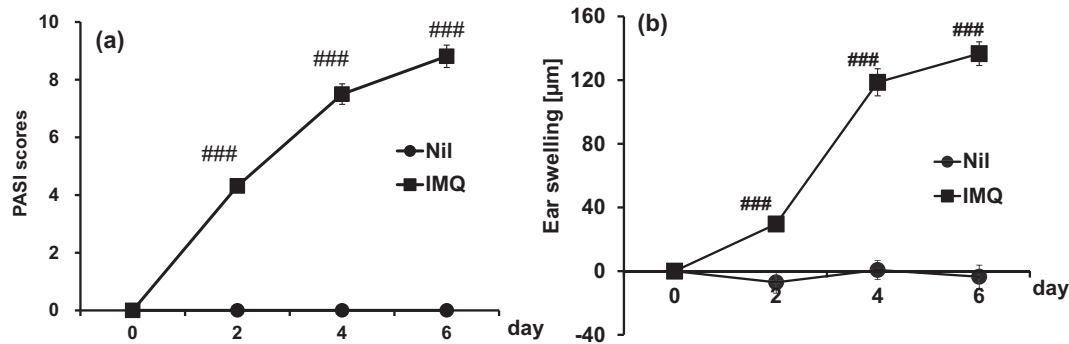 (a)
PASI scores
10
8
6
4
2
0
###
###
###
Nil
IMQ
0 2 4 6 day
(b)
Ear swelling [µm]
160
120
80
40
0
-40
###
###
###
Nil
IMQ
0 2 4 6 day